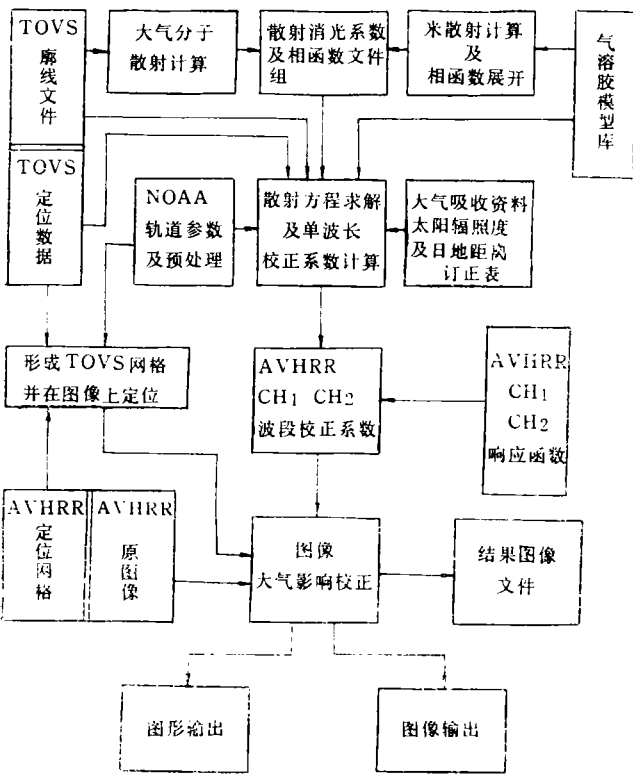 TOVS
廓线文件
大气分子
散射计算
散射消光系数
及相函数文件
组
米散射计算
及
相函数展开
气溶胶模型库
TOVS
定位数据
NOAA
轨道参数
及预处理
散射方程求解
及单波长
校正系数计算
大气吸收资料
太阳辐照度
及日地距离
订正表
形成TOVS网格
并在图像上定位
AVHRR
CH1 CH2
波段校正系数
AVHRR
CH1
CH2
响应函数
AVHRR
定位网格
AVHRR
原图像
图像
大气影响校正
结果图像
文件
图形输出
图像输出